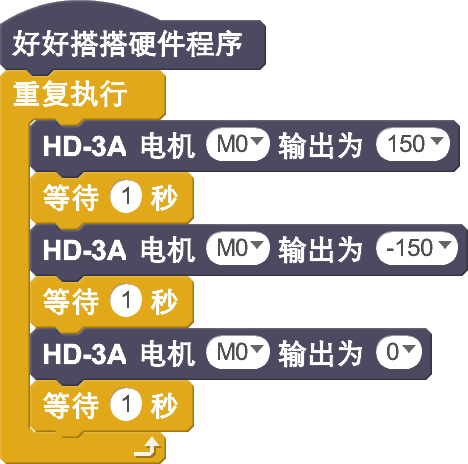 好好搭搭硬件程序
重复执行
HD-3A 电机 M0 输出为 150
等待 1 秒
HD-3A 电机 M0 输出为 -150
等待 1 秒
HD-3A 电机 M0 输出为 0
等待 1 秒